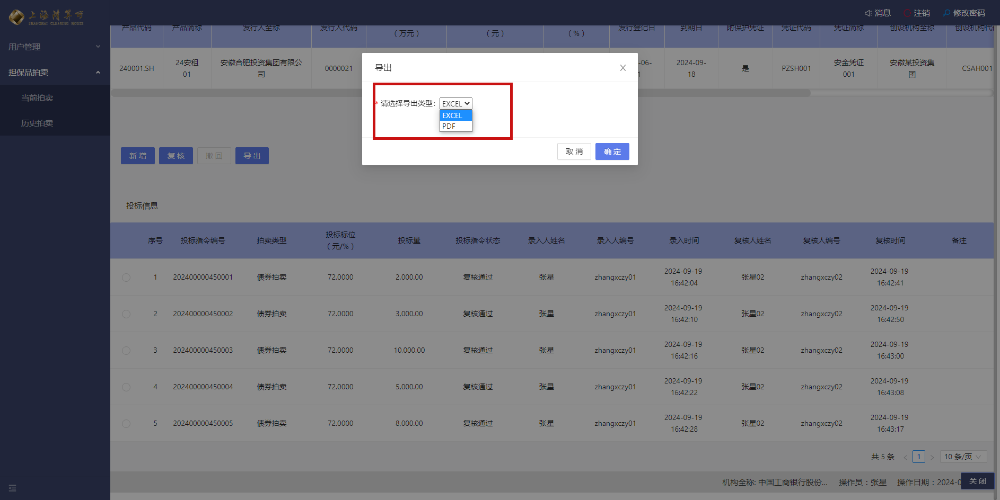 上海清算所
SHANGHAI CLEARING HOUSE
消息 注销 修改密码
用户管理
担保品拍卖
当前拍卖
历史拍卖
产品代码 产品简称 发行人全称 发行人代码 （万元） （元） （%） 发行登记日 到期日 附保护凭证 凭证代码 凭证简称 创设机构全称 创设机构代
240001.SH 24安租01 安徽合肥投资集团有限公司 0000021 -06- 1 2024-09-18 是 PZSH001 安金凭证001 安徽某投资集团 CSAH001
导出
* 请选择导出类型： EXCEL
EXCEL
PDF
取 消 确 定
新 增 复 核 撤 回 导 出
投标信息
序号 投标指令编号 拍卖类型 投标标位（元/%） 投标量 投标指令状态 录入人姓名 录入人编号 录入时间 复核人姓名 复核人编号 复核时间 备注
1 202400000450001 债券拍卖 72.0000 2,000.00 复核通过 张星 zhangxczy01 2024-09-19 16:42:04 张星02 zhangxczy02 2024-09-19 16:42:41
2 202400000450002 债券拍卖 72.0000 3,000.00 复核通过 张星 zhangxczy01 2024-09-19 16:42:10 张星02 zhangxczy02 2024-09-19 16:42:50
3 202400000450003 债券拍卖 72.0000 10,000.00 复核通过 张星 zhangxczy01 2024-09-19 16:42:16 张星02 zhangxczy02 2024-09-19 16:43:00
4 202400000450004 债券拍卖 72.0000 5,000.00 复核通过 张星 zhangxczy01 2024-09-19 16:42:22 张星02 zhangxczy02 2024-09-19 16:43:08
5 202400000450005 债券拍卖 72.0000 8,000.00 复核通过 张星 zhangxczy01 2024-09-19 16:42:28 张星02 zhangxczy02 2024-09-19 16:43:17
共 5 条 < 1 > 10 条/页
机构全称: 中国工商银行股份... 操作员：张星 操作日期：2024-0
关 闭